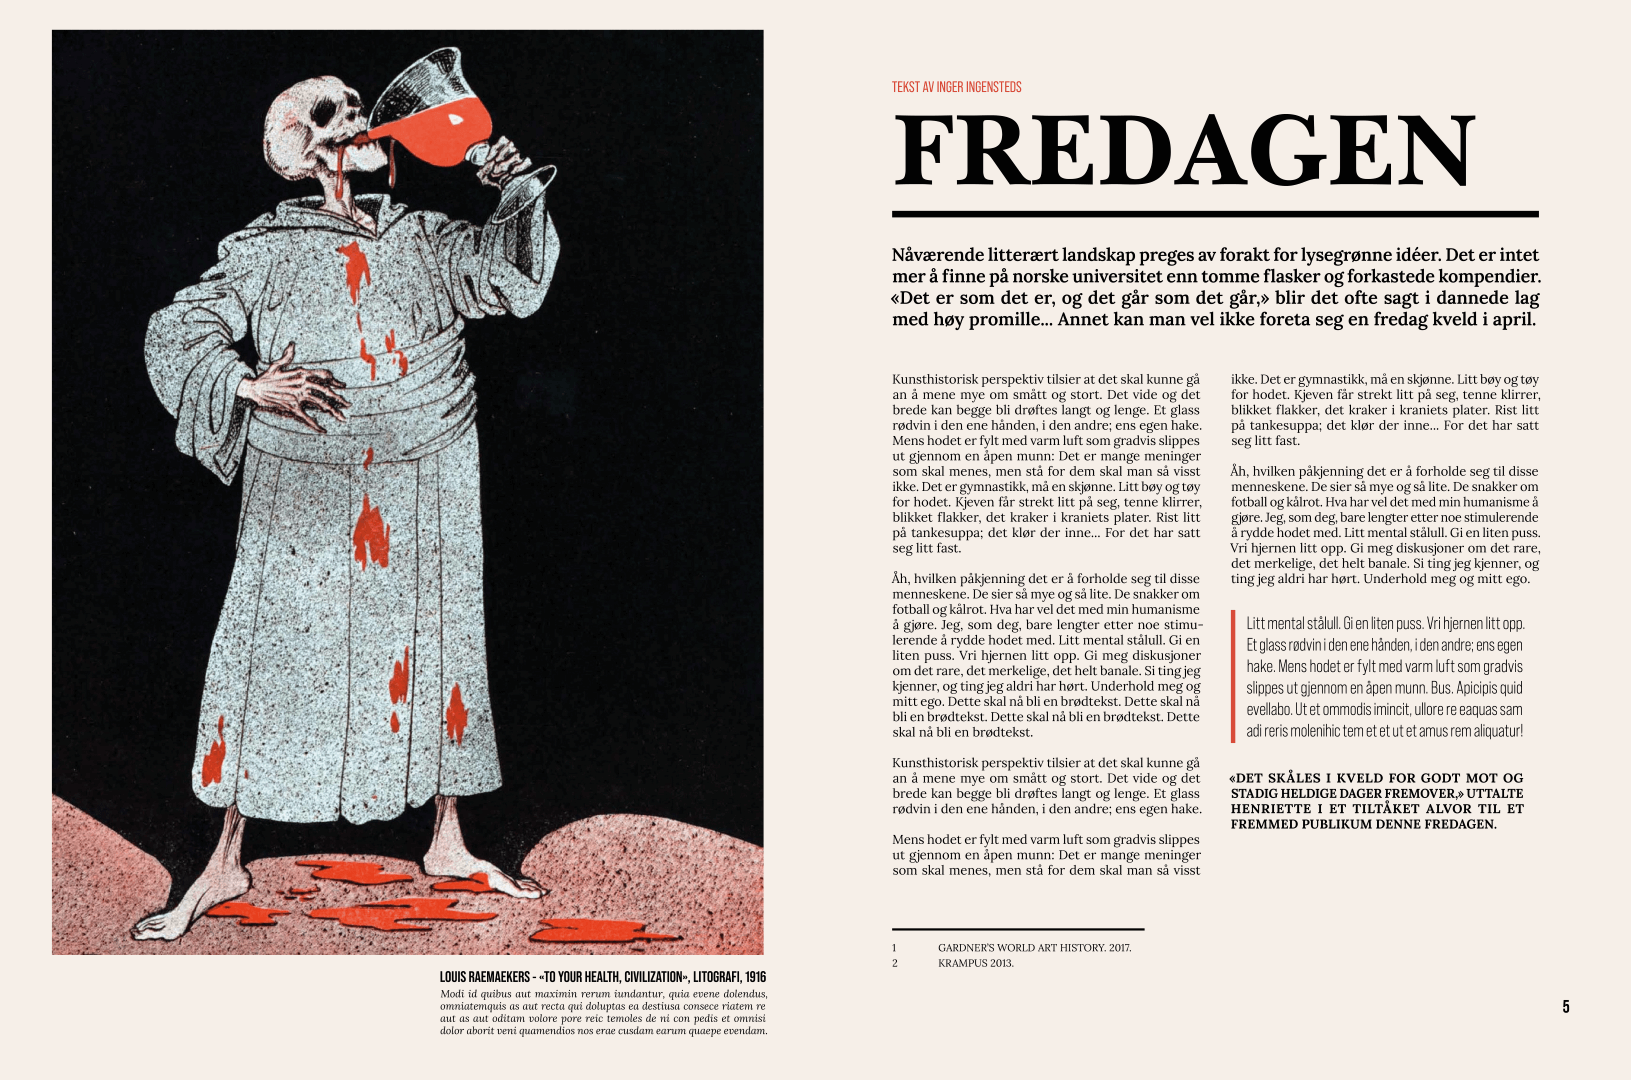 LOUIS RAEMAEKERS - «TO YOUR HEALTH, CIVILIZATION», LITOGRAFI, 1916
Modi id quibus aut maximin rerum iundantur, quia evene dolendus,
omniatemquis as aut recta qui doluptas ea destiusa consece riatem re
aut as aut oditam volore pore reic temoles de ni con pedis et omnisi
dolor aborit veni quamendios nos erae cusdam earum quaepe evendam.
TEKST AV INGER INGENSTEDS
FREDAGEN
Nåværende litterært landskap preges av forakt for lysegrønne idéer. Det er intet
mer å finne på norske universitet enn tomme flasker og forkastede kompendier.
«Det er som det er, og det går som det går,» blir det ofte sagt i dannede lag
med høy promille... Annet kan man vel ikke foreta seg en fredag kveld i april.
Kunsthistorisk perspektiv tilsier at det skal kunne gå
an å mene mye om smått og stort. Det vide og det
brede kan begge bli drøftes langt og lenge. Et glass
rødvin i den ene hånden, i den andre; ens egen hake.
Mens hodet er fylt med varm luft som gradvis slippes
ut gjennom en åpen munn: Det er mange meninger
som skal menes, men stå for dem skal man så visst
ikke. Det er gymnastikk, må en skjønne. Litt bøy og tøy
for hodet. Kjeven får strekt litt på seg, tenne klirrer,
blikket flakker, det kraker i kraniets plater. Rist litt
på tankesuppa; det klør der inne... For det har satt
seg litt fast.
Åh, hvilken påkjenning det er å forholde seg til disse
menneskene. De sier så mye og så lite. De snakker om
fotball og kålrot. Hva har vel det med min humanisme
å gjøre. Jeg, som deg, bare lengter etter noe stimu-
lerende å rydde hodet med. Litt mental stålull. Gi en
liten puss. Vri hjernen litt opp. Gi meg diskusjoner
om det rare, det merkelige, det helt banale. Si ting jeg
kjenner, og ting jeg aldri har hørt. Underhold meg og
mitt ego. Dette skal nå bli en brødtekst. Dette skal nå
bli en brødtekst. Dette skal nå bli en brødtekst. Dette
skal nå bli en brødtekst.
Kunsthistorisk perspektiv tilsier at det skal kunne gå
an å mene mye om smått og stort. Det vide og det
brede kan begge bli drøftes langt og lenge. Et glass
rødvin i den ene hånden, i den andre; ens egen hake.
Mens hodet er fylt med varm luft som gradvis slippes
ut gjennom en åpen munn: Det er mange meninger
som skal menes, men stå for dem skal man så visst
ikke. Det er gymnastikk, må en skjønne. Litt bøy og tøy
for hodet. Kjeven får strekt litt på seg, tenne klirrer,
blikket flakker, det kraker i kraniets plater. Rist litt
på tankesuppa; det klør der inne... For det har satt
seg litt fast.
Åh, hvilken påkjenning det er å forholde seg til disse
menneskene. De sier så mye og så lite. De snakker om
fotball og kålrot. Hva har vel det med min humanisme å
gjøre. Jeg, som deg, bare lengter etter noe stimulerende
å rydde hodet med. Litt mental stålull. Gi en liten puss.
Vri hjernen litt opp. Gi meg diskusjoner om det rare,
det merkelige, det helt banale. Si ting jeg kjenner, og
ting jeg aldri har hørt. Underhold meg og mitt ego.
Litt mental stålull. Gi en liten puss. Vri hjernen litt opp.
Et glass rødvin i den ene hånden, i den andre; ens egen
hake. Mens hodet er fylt med varm luft som gradvis
slippes ut gjennom en åpen munn. Bus. Apicipis quid
evellabo. Ut et ommodis imincit, ullore re eaquas sam
adi reris molenihic tem et et ut et amus rem aliquatur!
«DET SKÅLES I KVELD FOR GODT MOT OG
STADIG HELDIGE DAGER FREMOVER,» UTTALTE
HENRIETTE I ET TILTÅKET ALVOR TIL ET
FREMMED PUBLIKUM DENNE FREDAGEN.
1 GARDNER'S WORLD ART HISTORY. 2017.
2 KRAMPUS 2013.
5